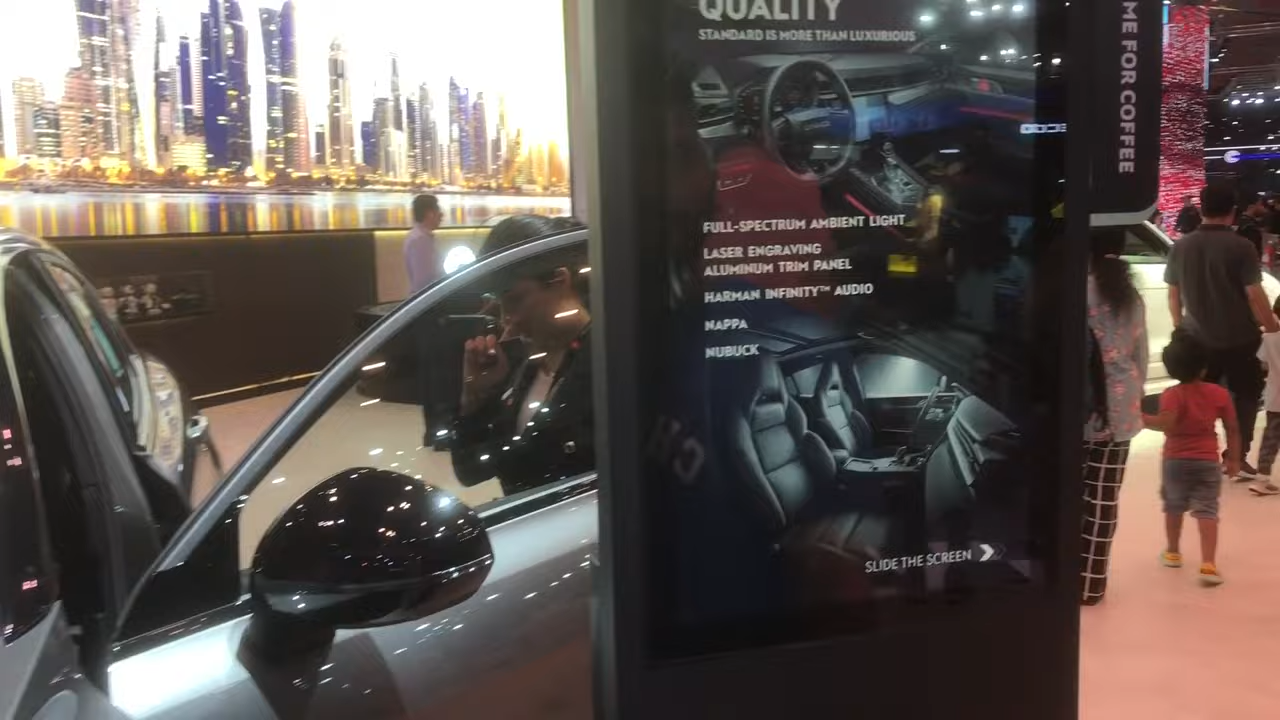 QUALITY
STANDARD IS MORE THAN LUXURIOUS
FULL-SPECTRUM AMBIENT LIGHT
LASER ENGRAVING
ALUMINUM TRIM PANEL
HARMAN INFINITY™ AUDIO
NAPPA
NUBUCK
SLIDE THE SCREEN
ME FOR COFFEE